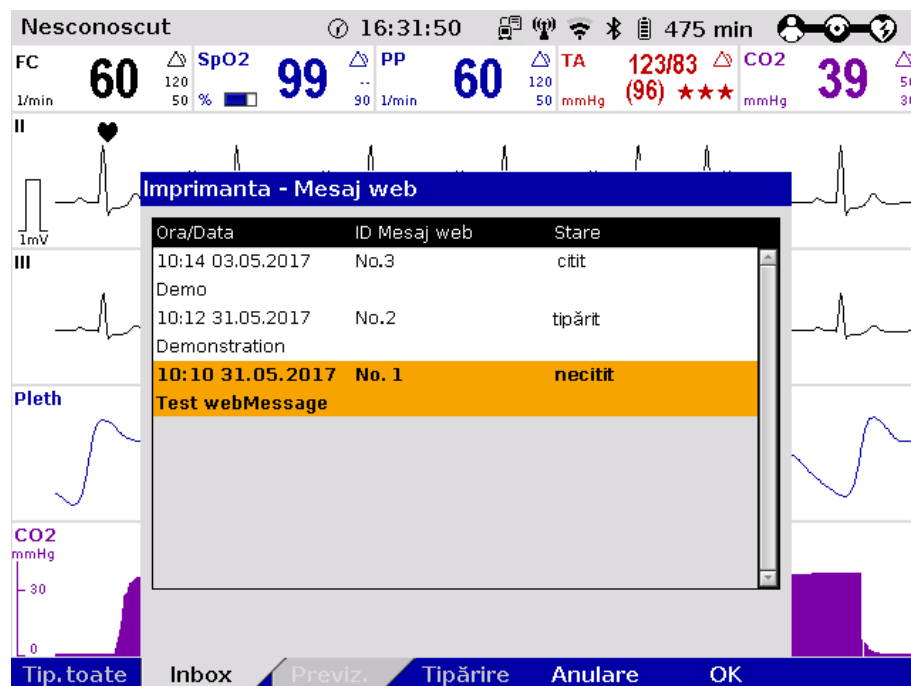 Nesconoscut 16:31:50 475 min
FC 60 120 50 1/min
SpO2 99 -- 90 %
PP 60 120 50 1/min
TA 123/83 (96) ★★★ mmHg
CO2 39 mmHg
II
1mV
III
Pleth
CO2
mmHg
30
0
Imprimanta - Mesaj web
Ora/Data ID Mesaj web Stare
10:14 03.05.2017 No.3 citit
Demo
10:12 31.05.2017 No.2 tipărit
Demonstration
10:10 31.05.2017 No. 1 necitit
Test webMessage
Tip.toate Inbox Previz. Tipărire Anulare OK